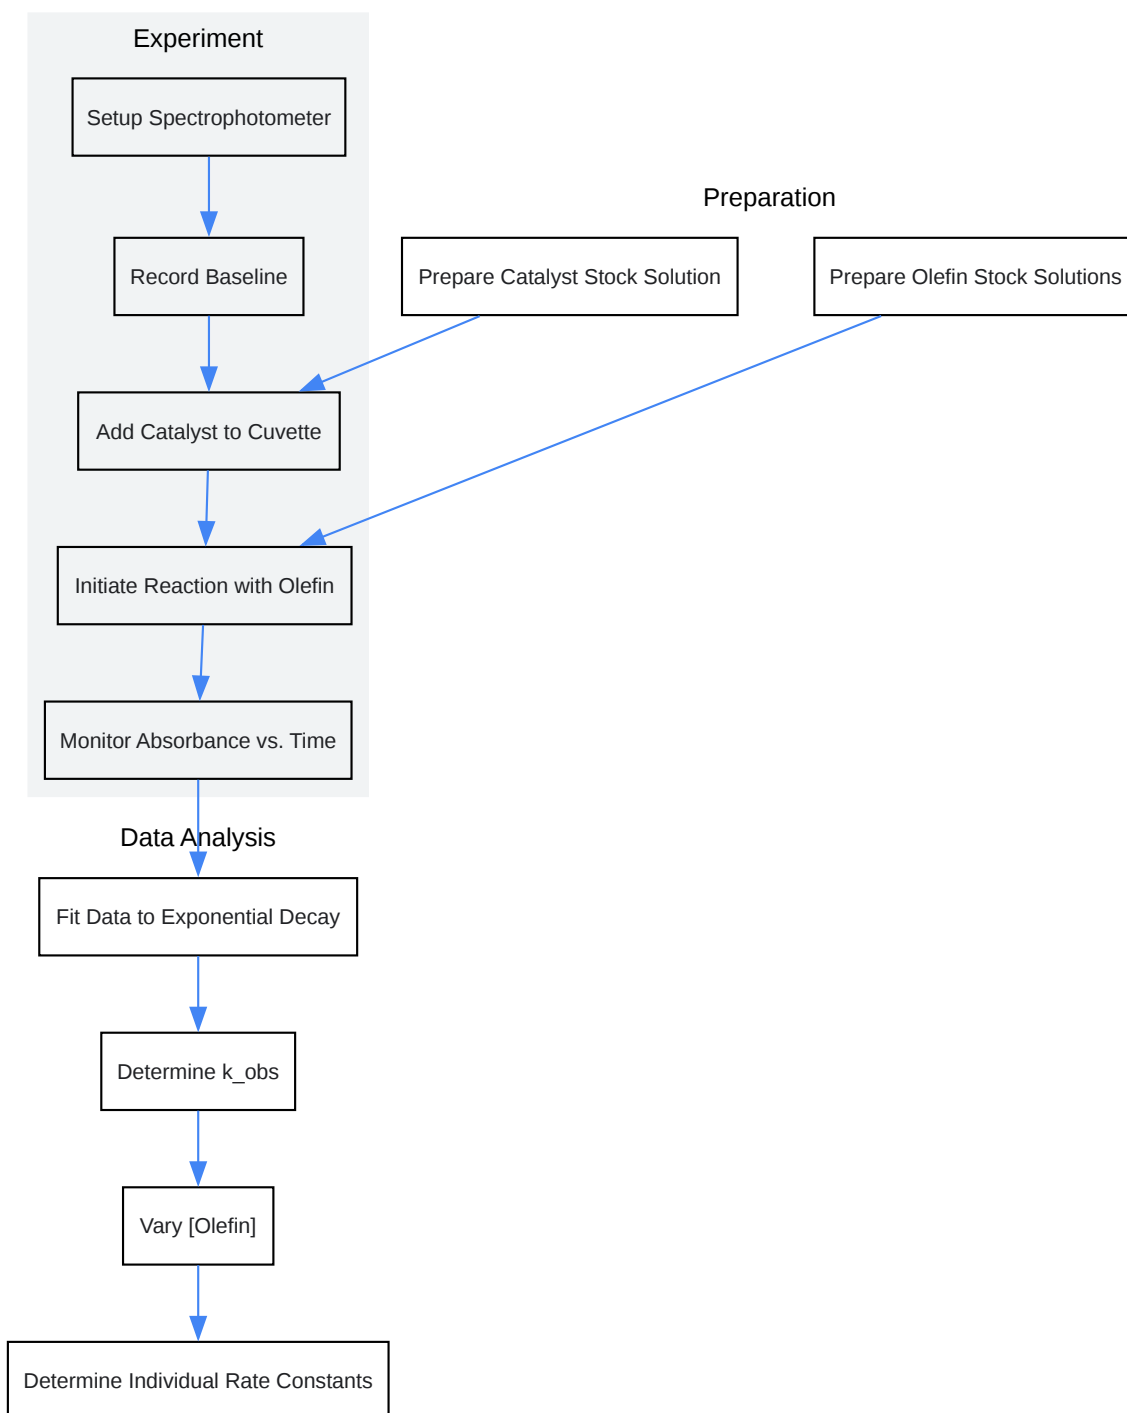 Experiment
Setup Spectrophotometer
Preparation
Record Baseline
Prepare Catalyst Stock Solution
Prepare Olefin Stock Solutions
Add Catalyst to Cuvette
Initiate Reaction with Olefin
Monitor Absorbance vs. Time
Data Analysis
Fit Data to Exponential Decay
Determine k_obs
Vary [Olefin]
Determine Individual Rate Constants